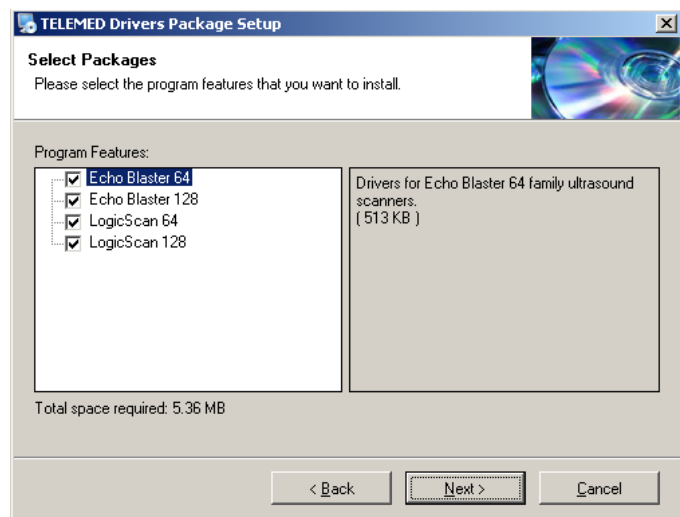 TELEMED Drivers Package Setup
Select Packages
Please select the program features that you want to install.
Program Features:
Echo Blaster 64
Echo Blaster 128
LogicScan 64
LogicScan 128
Drivers for Echo Blaster 64 family ultrasound
scanners.
( 513 KB )
Total space required: 5.36 MB
< Back
Next >
Cancel